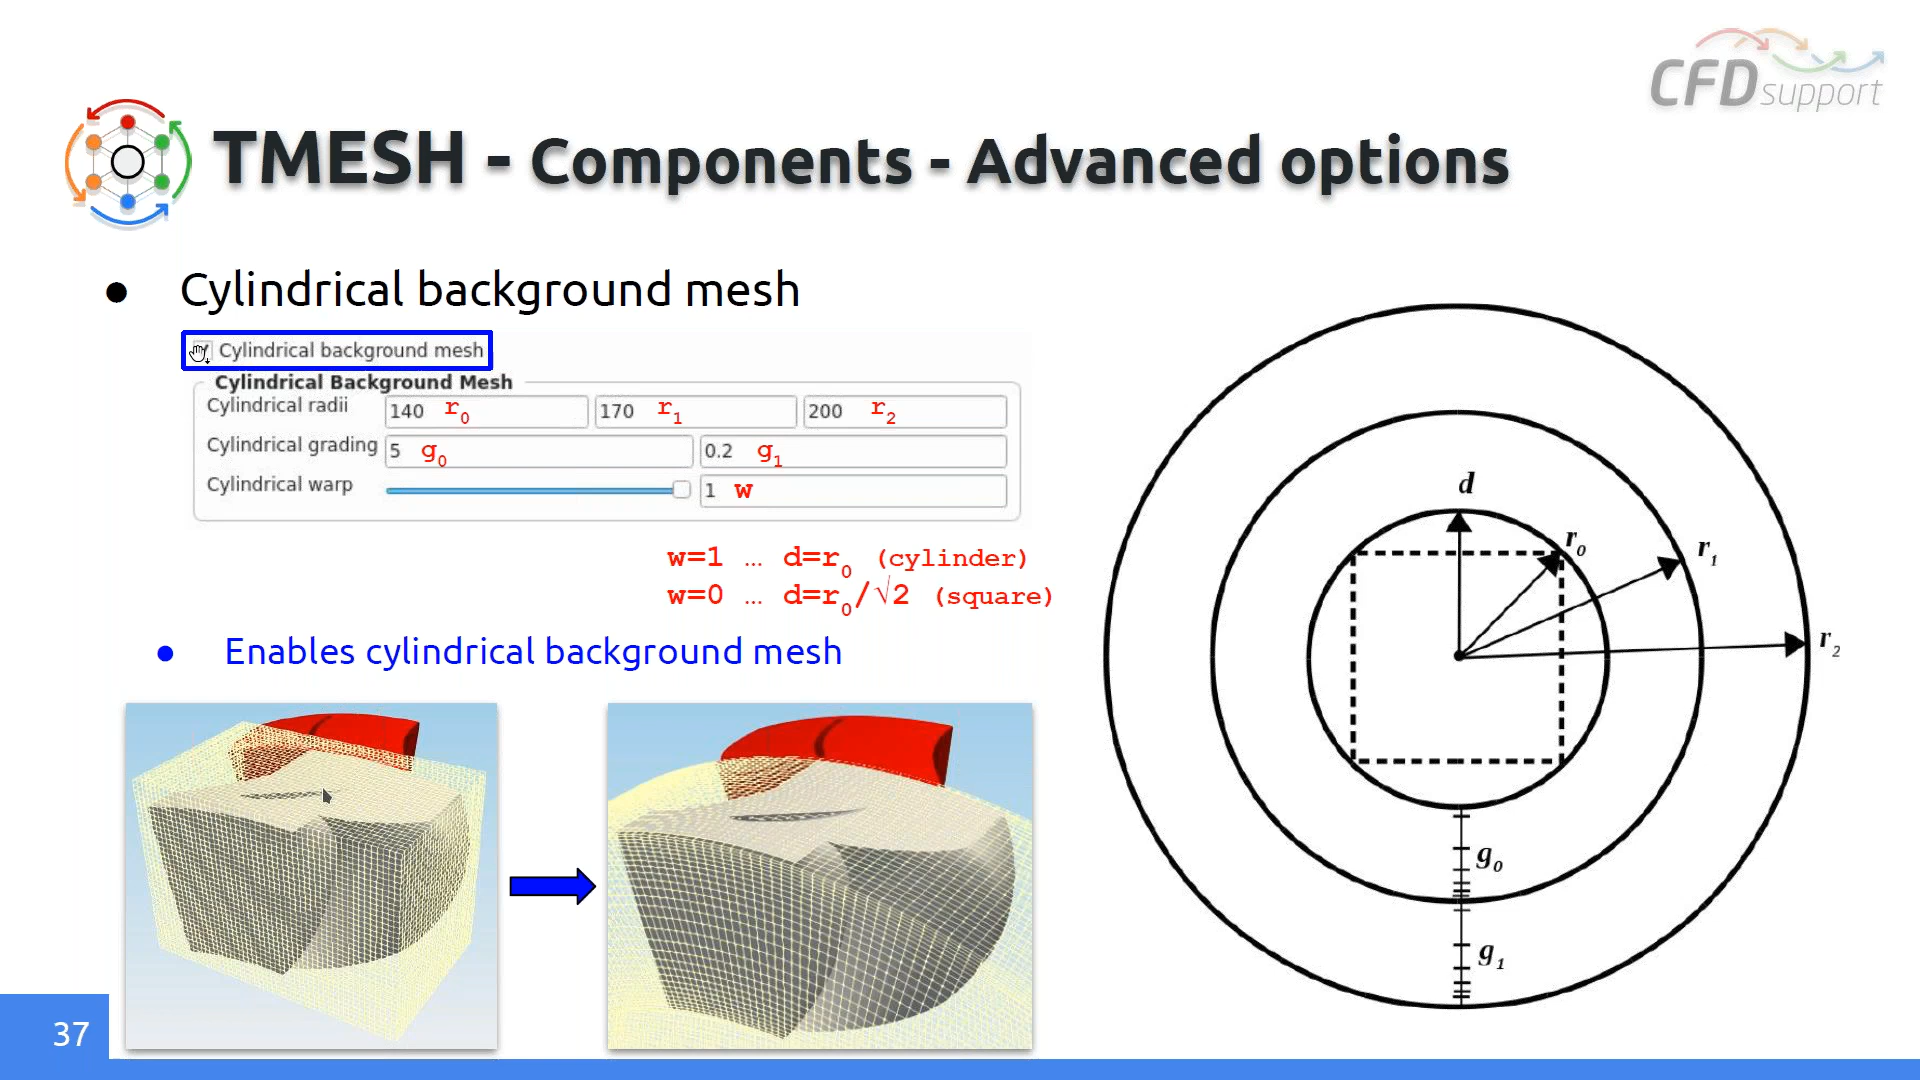 CFD support
TMESH - Components - Advanced options
● Cylindrical background mesh
Cylindrical background mesh
Cylindrical Background Mesh
Cylindrical radii 140 r0 170 r1 200 r2
Cylindrical grading 5 g0 0.2 g1
Cylindrical warp 1 w
w=1 … d=r0 (cylinder)
w=0 … d=r0/√2 (square)
● Enables cylindrical background mesh
d
r0
r1
r2
g0
g1
37